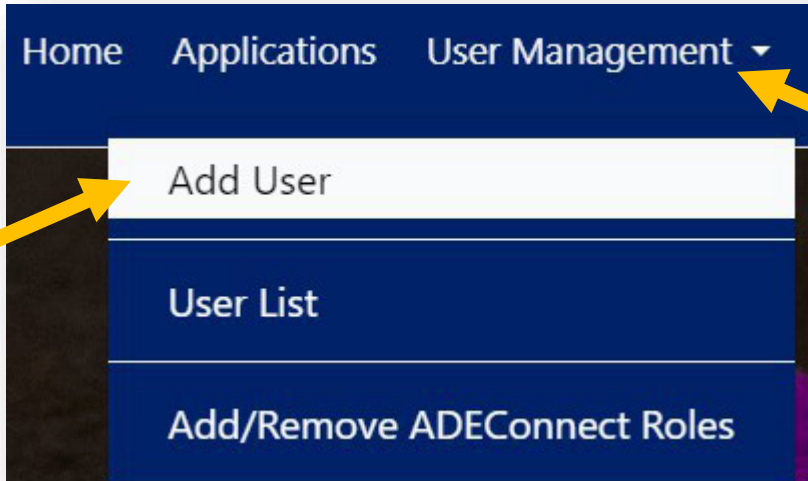 Home Applications User Management
Add User
User List
Add/Remove ADEConnect Roles